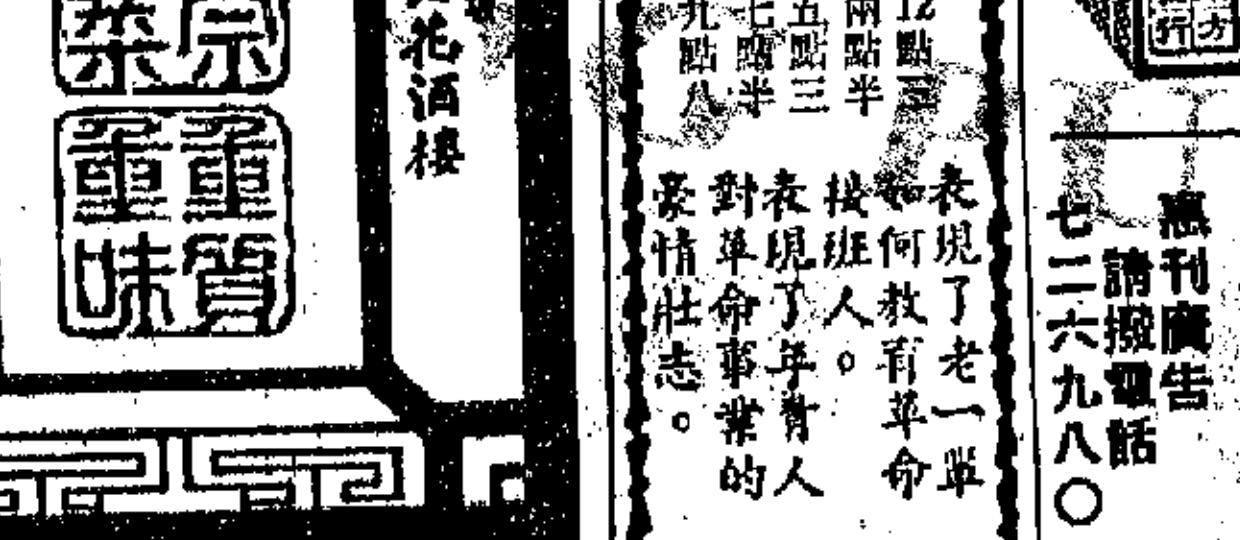 惠刊廣告
請撥電話
七二六九八〇
12點
兩點半
五點三
七點半
九點八
表現了老一輩
如何教育革命
接班人。
表現了年青人
對革命事業的
豪情壯志。
花酒樓
重質
重味